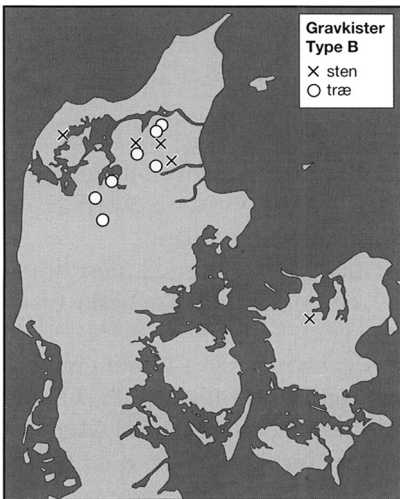 Gravkister
Type B
× sten
○ træ